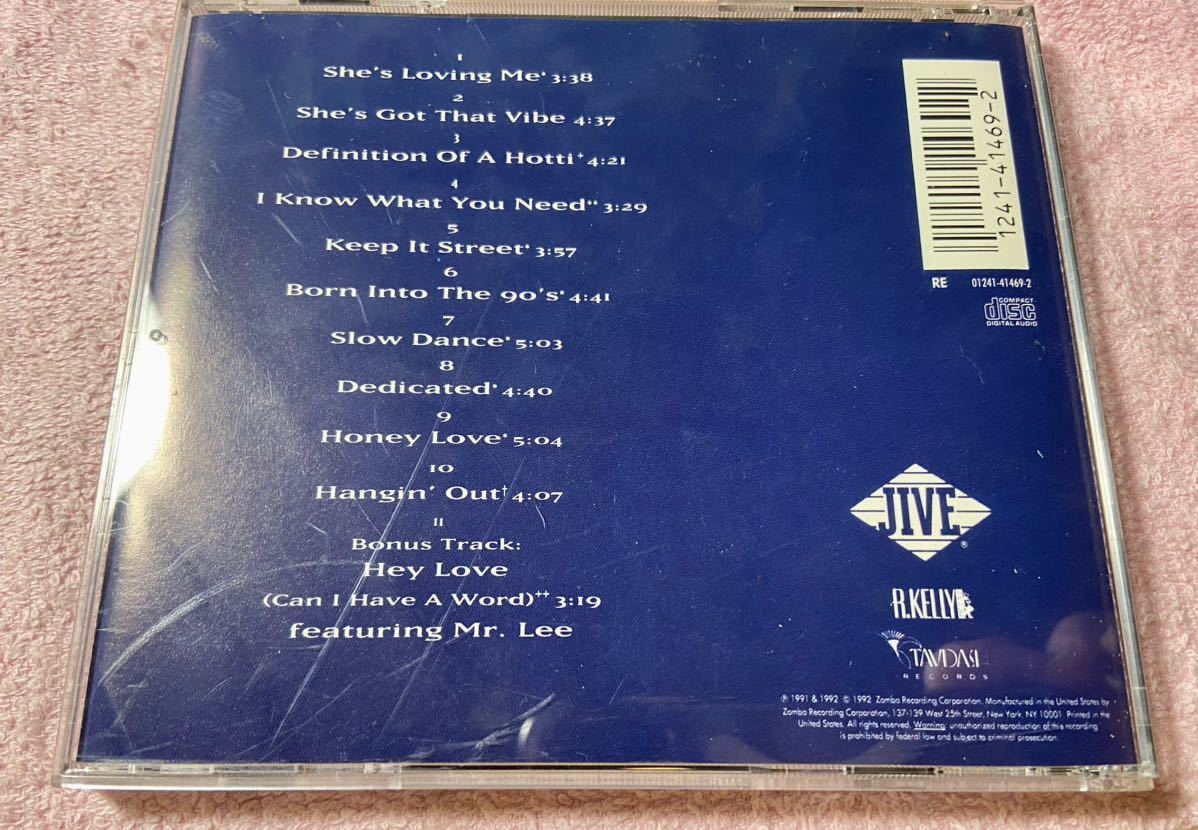 1
She's Loving Me• 3:38
2
She's Got That Vibe 4:37
3
Definition Of A Hotti+ 4:21
4
I Know What You Need•• 3:29
5
Keep It Street• 3:57
6
Born Into The 90's• 4:41
7
Slow Dance• 5:03
8
Dedicated• 4:40
9
Honey Love• 5:04
10
Hangin' Out† 4:07
11
Bonus Track:
Hey Love
(Can I Have A Word)†† 3:19
featuring Mr. Lee
1241-41469-2
RE 01241-41469-2
COMPACT
disc
DIGITAL AUDIO
JIVE
®
R.KELLY
RECORDS
℗ 1991 & 1992 © 1992 Zomba Recording Corporation. Manufactured in the United States by
Zomba Recording Corporation, 137-139 West 25th Street, New York, NY 10001. Printed in the
United States. All rights reserved. Warning: unauthorized reproduction of this recording
is prohibited by federal law and subject to criminal prosecution.